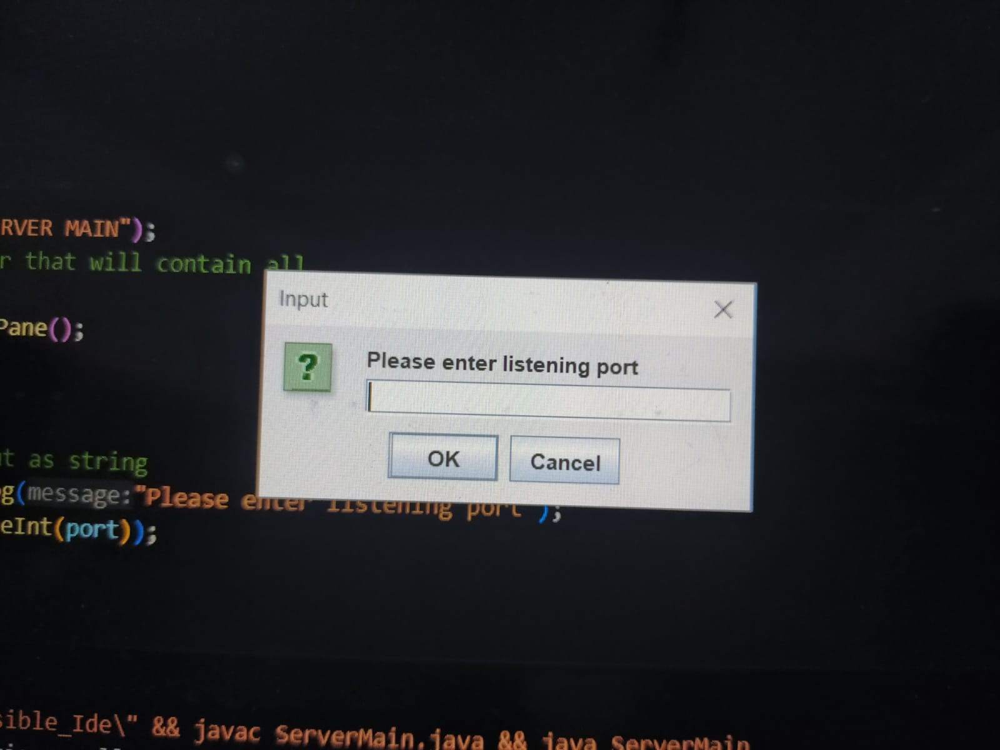 RVER MAIN");
r that will contain all
Pane();
Input
Please enter listening port
OK
Cancel
t as string
g(message:"Please enter listening port");
eInt(port));
sible_Ide\" && javac ServerMain.java && java ServerMain